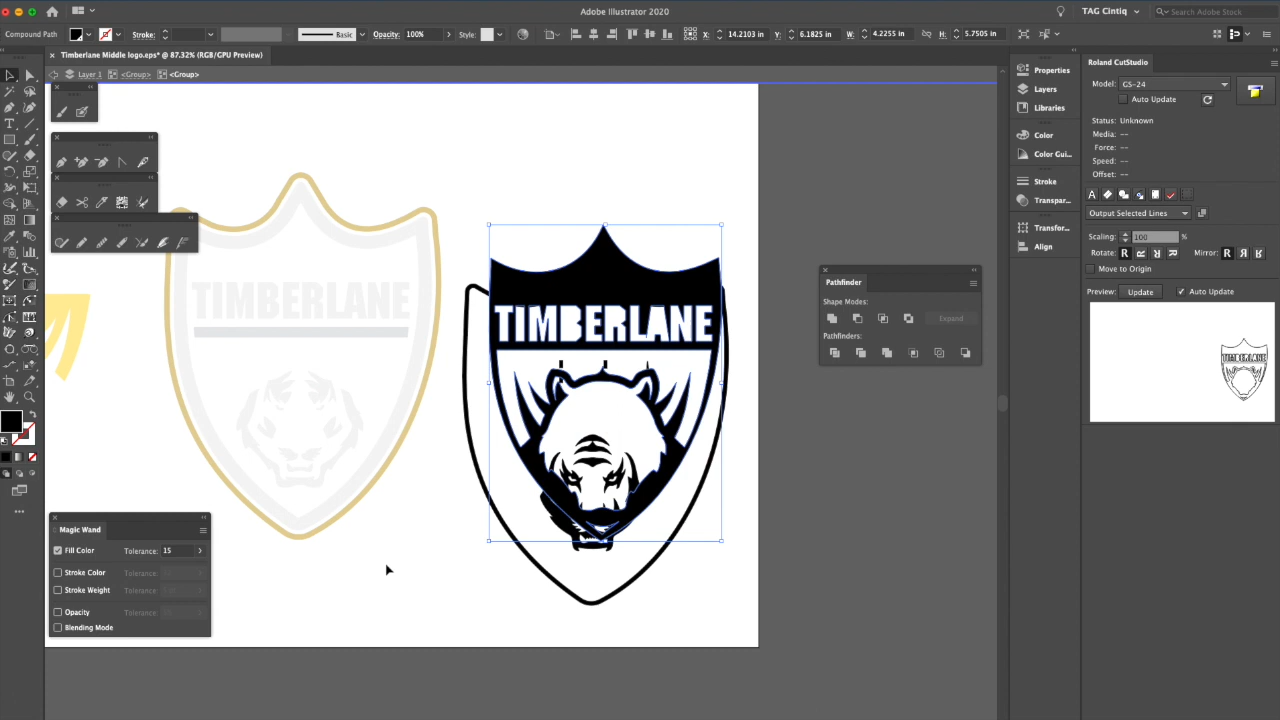 Adobe Illustrator 2020
TAG Cintiq
Search Adobe Stock
Compound Path
Stroke:
Basic
Opacity:
100%
Style:
X:
14.2103 in
Y:
6.1825 in
W:
4.2255 in
H:
5.7505 in
Timberlane Middle logo.eps* @ 87.32% (RGB/GPU Preview)
Layer 1
<Group>
<Group>
TIMBERLANE
TIMBERLANE
Magic Wand
Fill Color
Tolerance:
15
Stroke Color
Tolerance:
Stroke Weight
Tolerance:
Opacity
Tolerance:
Blending Mode
Pathfinder
Shape Modes:
Expand
Pathfinders:
Properties
Layers
Libraries
Color
Color Gui...
Stroke
Transpar...
Transfor...
Align
Roland CutStudio
Model:
GS-24
Auto Update
Status:
Unknown
Media:
--
Force:
--
Speed:
--
Offset:
--
Output Selected Lines
Scaling:
100
%
Rotate:
Mirror:
Move to Origin
Preview:
Update
Auto Update
TIMBERLANE